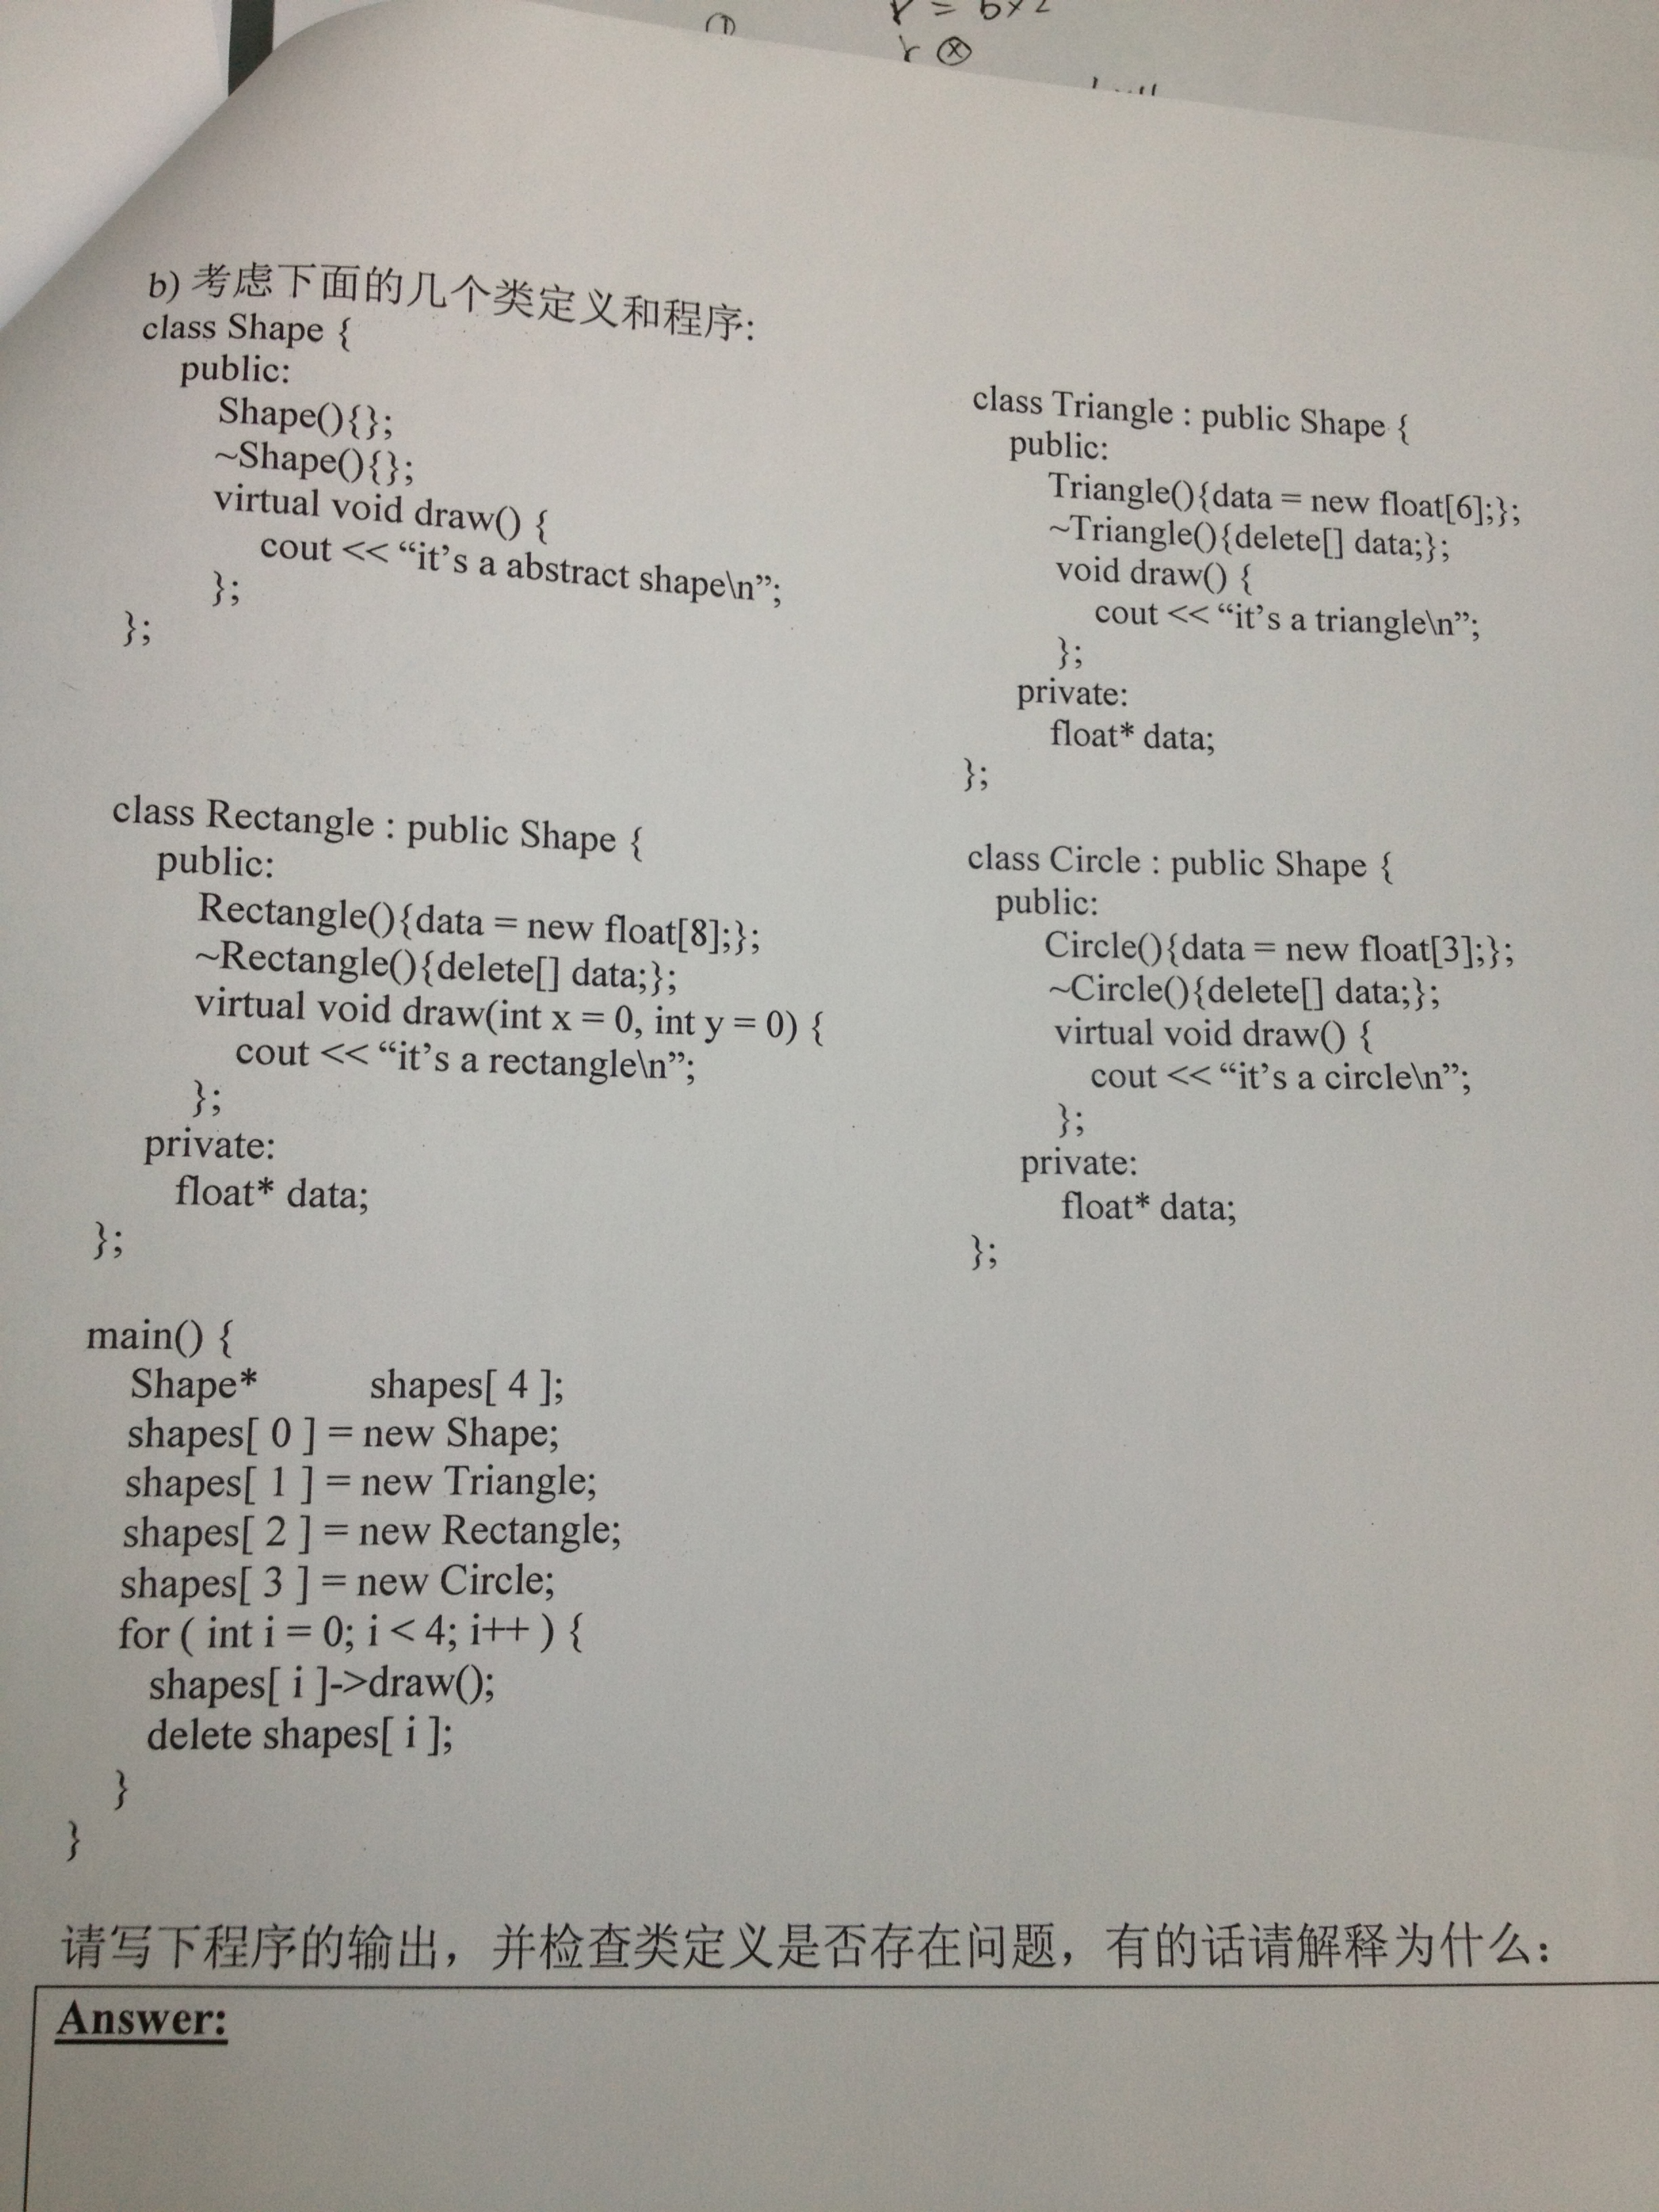 ①
r = 6x2
r ⊗
b) 考虑下面的几个类定义和程序:
class Shape {
public:
Shape(){};
~Shape(){};
virtual void draw() {
cout << “it’s a abstract shape\n”;
};
};
class Triangle : public Shape {
public:
Triangle(){data = new float[6];};
~Triangle(){delete[] data;};
void draw() {
cout << “it’s a triangle\n”;
};
private:
float* data;
};
class Rectangle : public Shape {
public:
Rectangle(){data = new float[8];};
~Rectangle(){delete[] data;};
virtual void draw(int x = 0, int y = 0) {
cout << “it’s a rectangle\n”;
};
private:
float* data;
};
class Circle : public Shape {
public:
Circle(){data = new float[3];};
~Circle(){delete[] data;};
virtual void draw() {
cout << “it’s a circle\n”;
};
private:
float* data;
};
main() {
Shape* shapes[ 4 ];
shapes[ 0 ] = new Shape;
shapes[ 1 ] = new Triangle;
shapes[ 2 ] = new Rectangle;
shapes[ 3 ] = new Circle;
for ( int i = 0; i < 4; i++ ) {
shapes[ i ]->draw();
delete shapes[ i ];
}
}
请写下程序的输出，并检查类定义是否存在问题，有的话请解释为什么：
Answer: